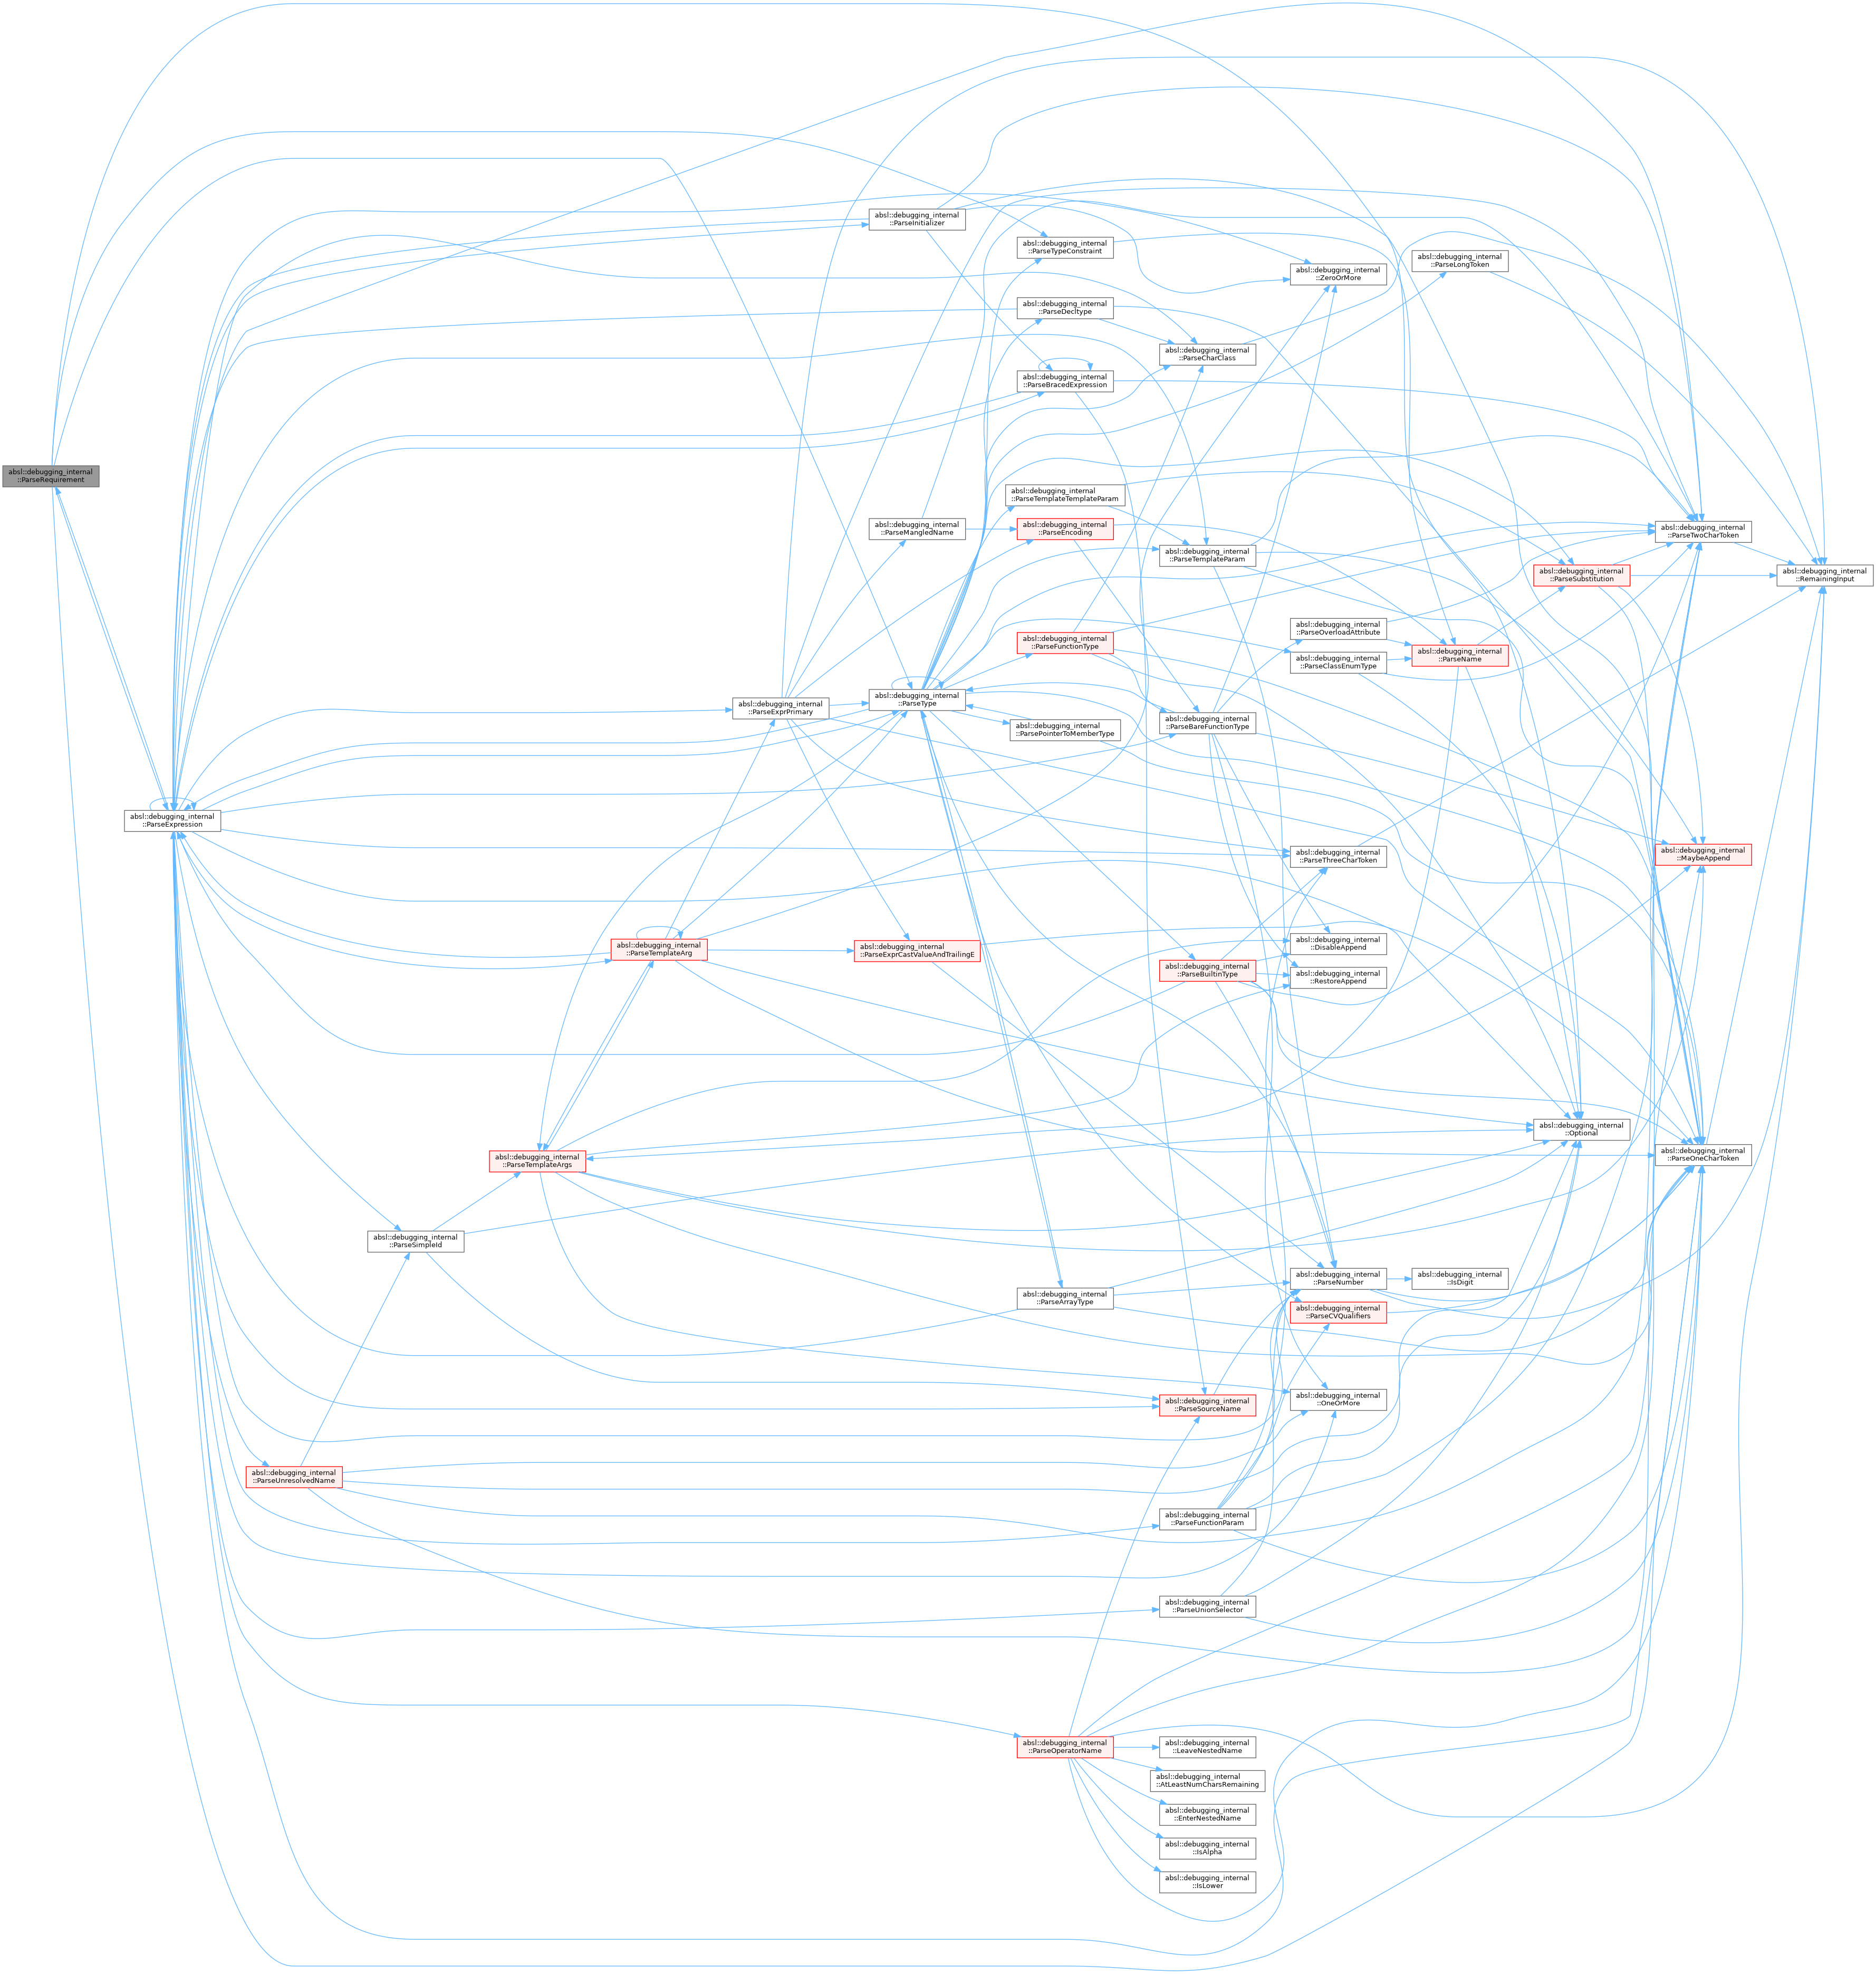 absl::debugging_internal
::ParseRequirement
absl::debugging_internal
::ParseExpression
absl::debugging_internal
::ParseUnresolvedName
absl::debugging_internal
::ParseSimpleId
absl::debugging_internal
::ParseTemplateArgs
absl::debugging_internal
::ParseTemplateArg
absl::debugging_internal
::ParseExprPrimary
absl::debugging_internal
::ParseInitializer
absl::debugging_internal
::ParseMangledName
absl::debugging_internal
::ParseType
absl::debugging_internal
::ParseExprCastValueAndTrailingE
absl::debugging_internal
::ParseTypeConstraint
absl::debugging_internal
::ParseDecltype
absl::debugging_internal
::ParseBracedExpression
absl::debugging_internal
::ParseTemplateTemplateParam
absl::debugging_internal
::ParseEncoding
absl::debugging_internal
::ParseFunctionType
absl::debugging_internal
::ParsePointerToMemberType
absl::debugging_internal
::ParseArrayType
absl::debugging_internal
::ParseOperatorName
absl::debugging_internal
::ParseCharClass
absl::debugging_internal
::ParseTemplateParam
absl::debugging_internal
::ParseBareFunctionType
absl::debugging_internal
::ParseBuiltinType
absl::debugging_internal
::ParseSourceName
absl::debugging_internal
::ParseFunctionParam
absl::debugging_internal
::ParseUnionSelector
absl::debugging_internal
::LeaveNestedName
absl::debugging_internal
::AtLeastNumCharsRemaining
absl::debugging_internal
::EnterNestedName
absl::debugging_internal
::IsAlpha
absl::debugging_internal
::IsLower
absl::debugging_internal
::ZeroOrMore
absl::debugging_internal
::ParseOverloadAttribute
absl::debugging_internal
::ParseClassEnumType
absl::debugging_internal
::ParseThreeCharToken
absl::debugging_internal
::DisableAppend
absl::debugging_internal
::RestoreAppend
absl::debugging_internal
::ParseNumber
absl::debugging_internal
::ParseCVQualifiers
absl::debugging_internal
::OneOrMore
absl::debugging_internal
::ParseLongToken
absl::debugging_internal
::ParseName
absl::debugging_internal
::IsDigit
absl::debugging_internal
::ParseSubstitution
absl::debugging_internal
::Optional
absl::debugging_internal
::ParseTwoCharToken
absl::debugging_internal
::MaybeAppend
absl::debugging_internal
::ParseOneCharToken
absl::debugging_internal
::RemainingInput